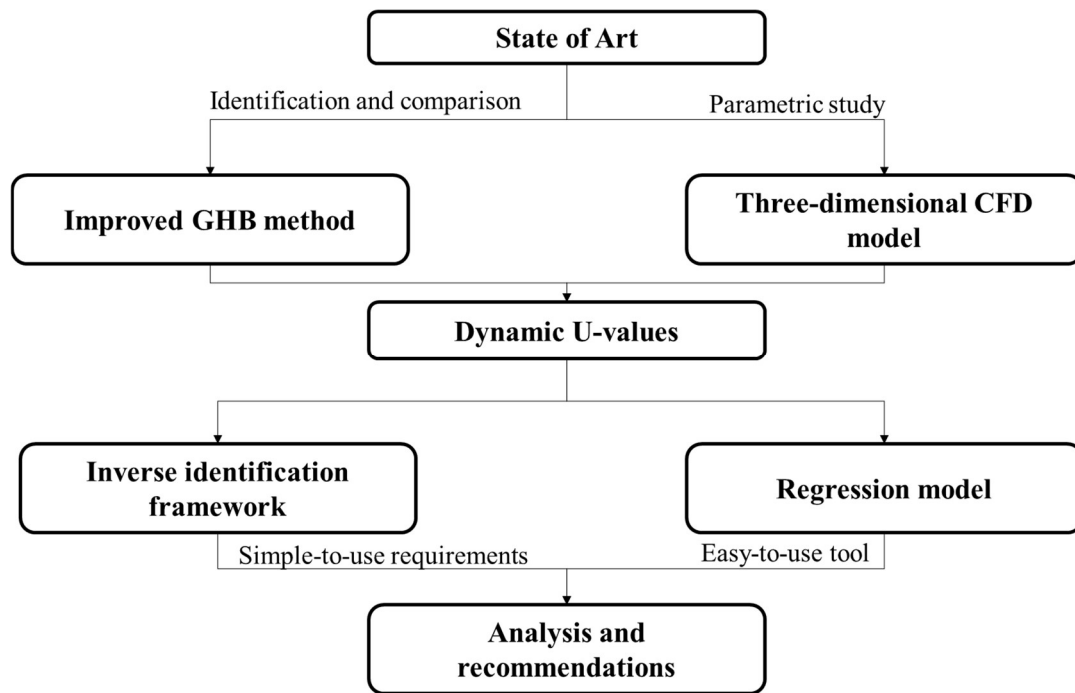 State of Art
Identification and comparison
Parametric study
Improved GHB method
Three-dimensional CFD
model
Dynamic U-values
Inverse identification
framework
Regression model
Simple-to-use requirements
Easy-to-use tool
Analysis and
recommendations